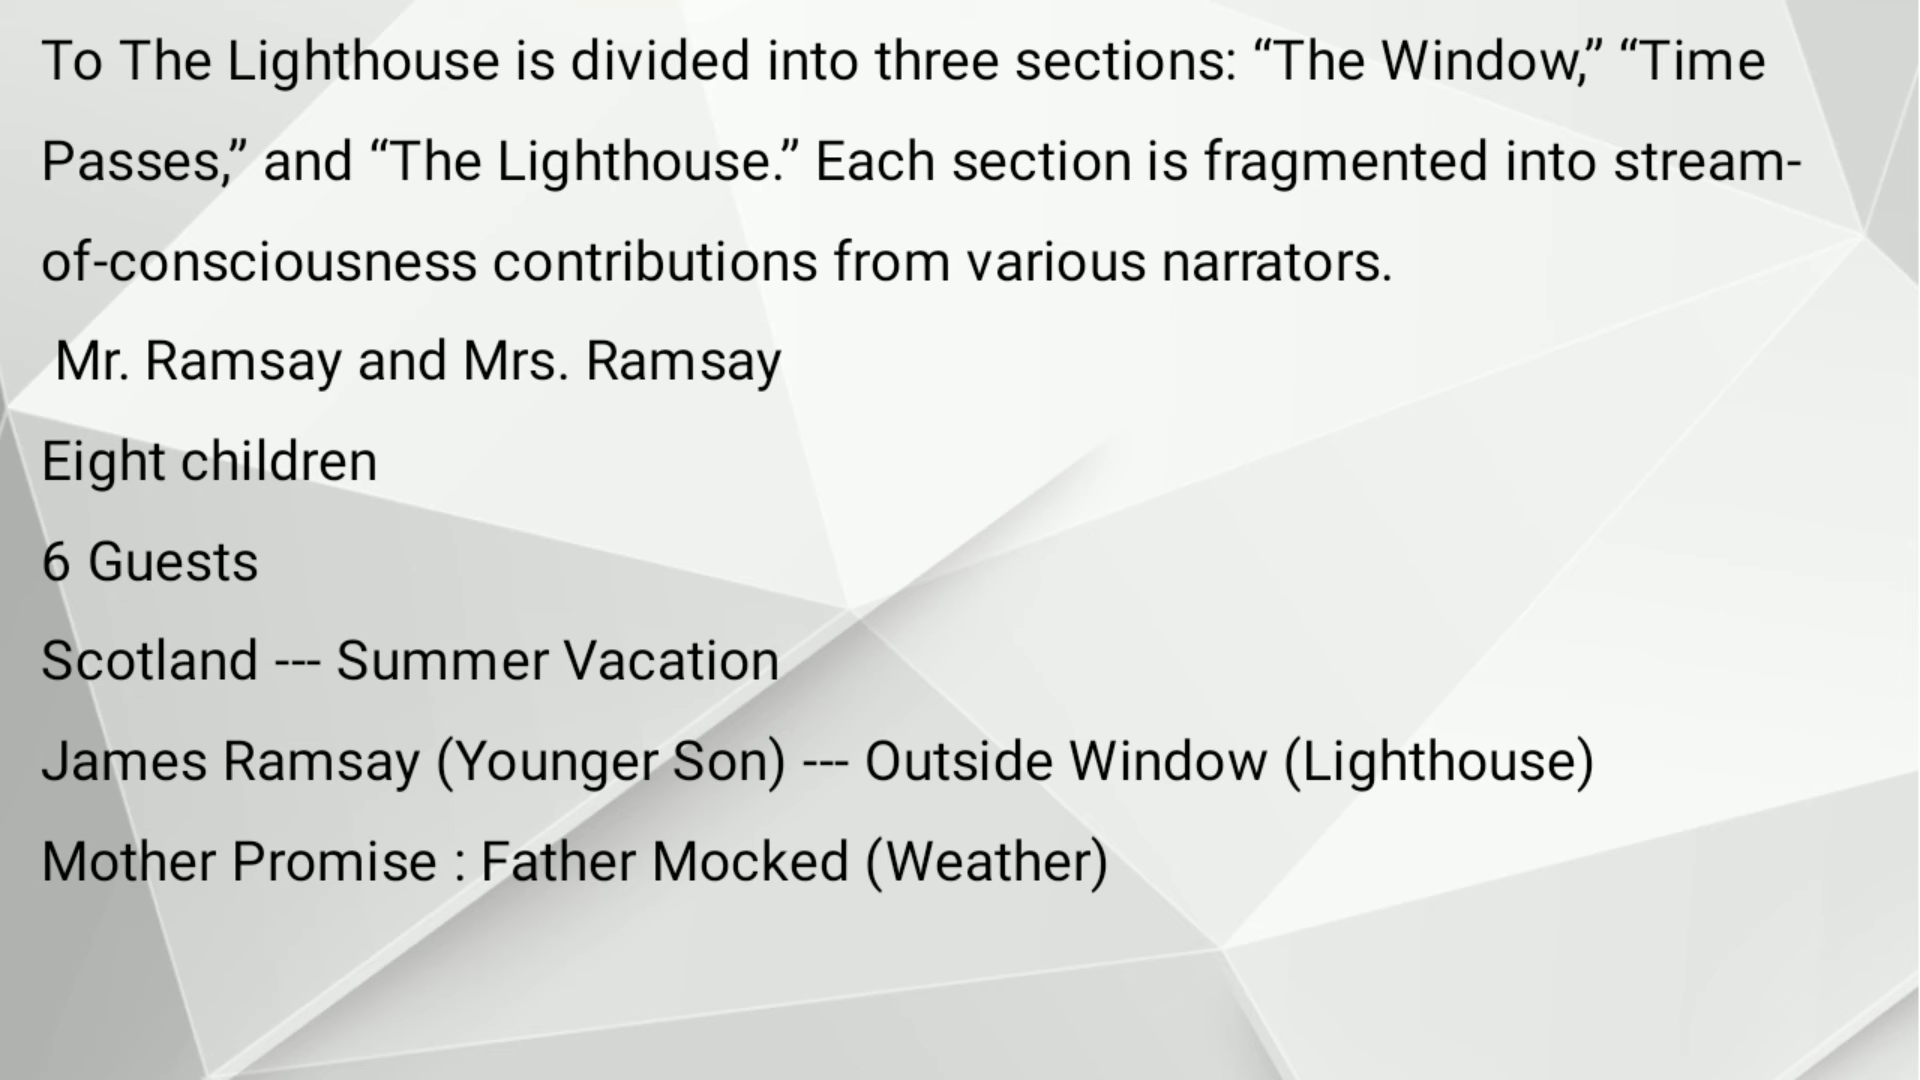 To The Lighthouse is divided into three sections: “The Window,” “Time
Passes,” and “The Lighthouse.” Each section is fragmented into stream-
of-consciousness contributions from various narrators.
Mr. Ramsay and Mrs. Ramsay
Eight children
6 Guests
Scotland --- Summer Vacation
James Ramsay (Younger Son) --- Outside Window (Lighthouse)
Mother Promise : Father Mocked (Weather)